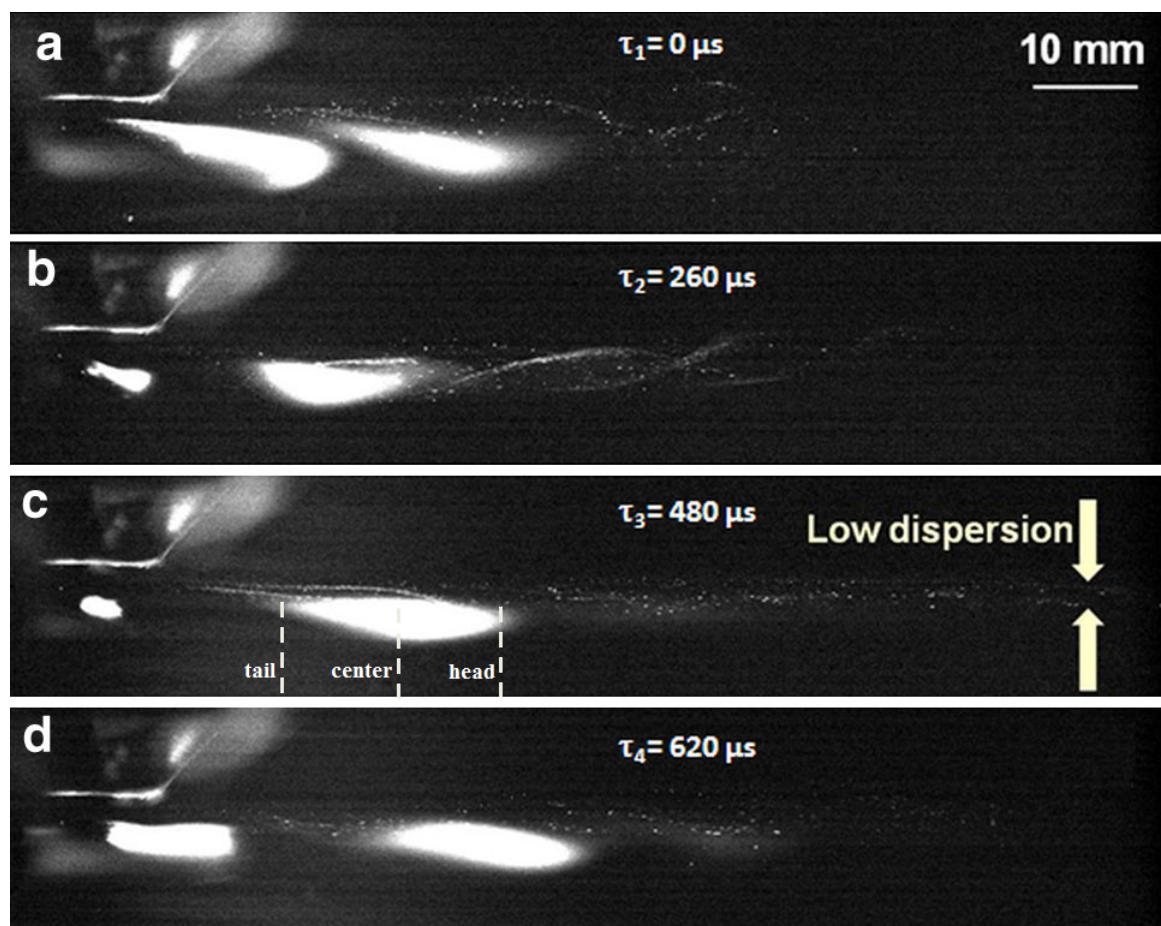 a
τ1= 0 μs
10 mm
b
τ2= 260 μs
c
τ3= 480 μs
Low dispersion
tail
center
head
d
τ4= 620 μs